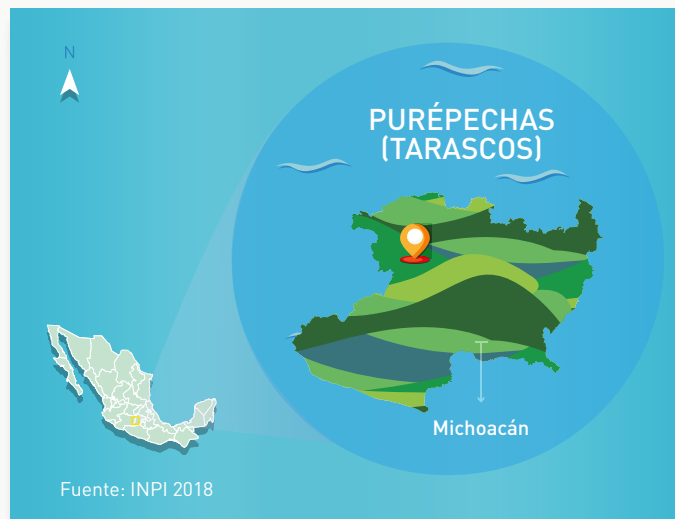 N
PURÉPECHAS
(TARASCOS)
Michoacán
Fuente: INPI 2018